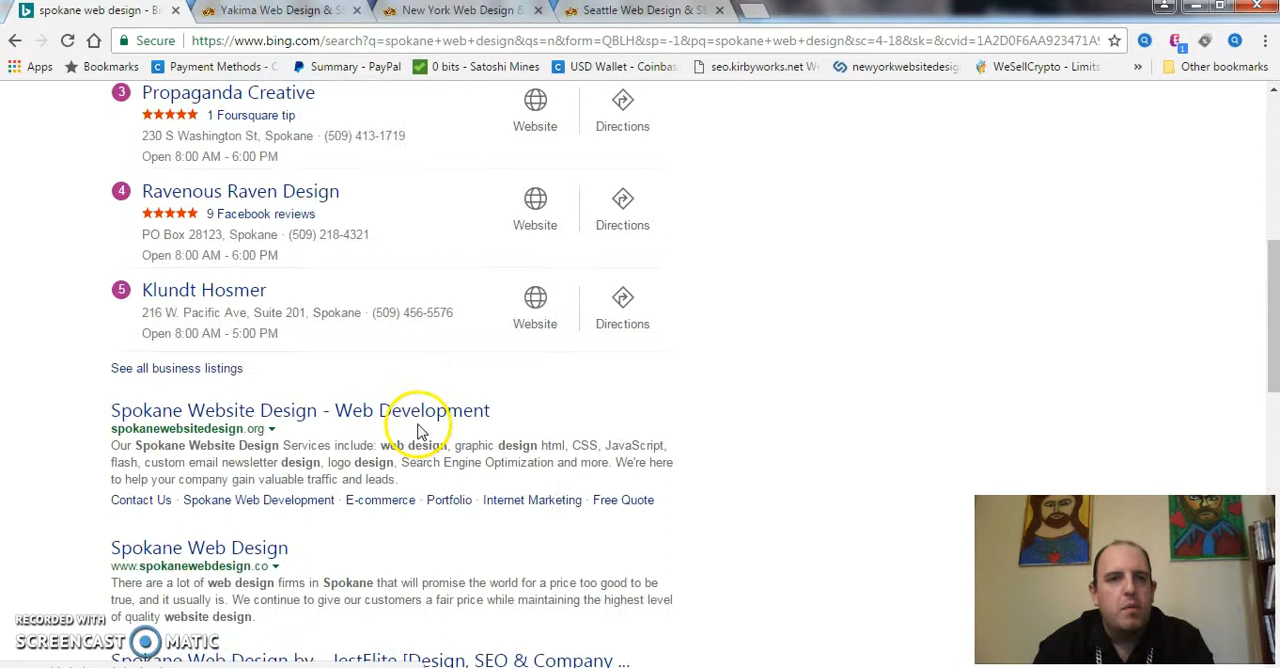 spokane web design - Bi
Yakima Web Design & S
New York Web Design &
Seattle Web Design & S
Secure
https://www.bing.com/search?q=spokane+web+design&qs=n&form=QBLH&sp=-1&pq=spokane+web+design&sc=4-18&sk=&cvid=1A2D0F6AA923471A9
1
Apps
Bookmarks
Payment Methods - C
Summary - PayPal
0 bits - Satoshi Mines
USD Wallet - Coinbas
seo.kirbyworks.net W
newyorkwebsitedesig
WeSellCrypto - Limits
»
Other bookmarks
3 Propaganda Creative
1 Foursquare tip
230 S Washington St, Spokane · (509) 413-1719
Open 8:00 AM - 6:00 PM
Website
Directions
4 Ravenous Raven Design
9 Facebook reviews
PO Box 28123, Spokane · (509) 218-4321
Open 8:00 AM - 6:00 PM
Website
Directions
5 Klundt Hosmer
216 W. Pacific Ave, Suite 201, Spokane · (509) 456-5576
Open 8:00 AM - 5:00 PM
Website
Directions
See all business listings
Spokane Website Design - Web Development
spokanewebsitedesign.org
Our Spokane Website Design Services include: web design, graphic design html, CSS, JavaScript,
flash, custom email newsletter design, logo design, Search Engine Optimization and more. We're here
to help your company gain valuable traffic and leads.
Contact Us · Spokane Web Development · E-commerce · Portfolio · Internet Marketing · Free Quote
Spokane Web Design
www.spokanewebdesign.co
There are a lot of web design firms in Spokane that will promise the world for a price too good to be
true, and it usually is. We continue to give our customers a fair price while maintaining the highest level
of quality website design.
Spokane Web Design by - JestElite [Design, SEO & Company ...
RECORDED WITH
SCREENCAST MATIC